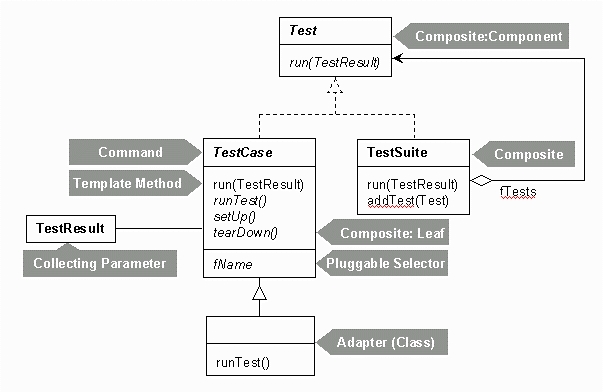 Test
Composite:Component
run(TestResult)
Command
TestCase
TestSuite
Composite
Template Method
run(TestResult)
runTest()
setUp()
tearDown()
run(TestResult)
addTest(Test)
fTests
TestResult
Composite: Leaf
Collecting Parameter
fName
Pluggable Selector
Adapter (Class)
runTest()